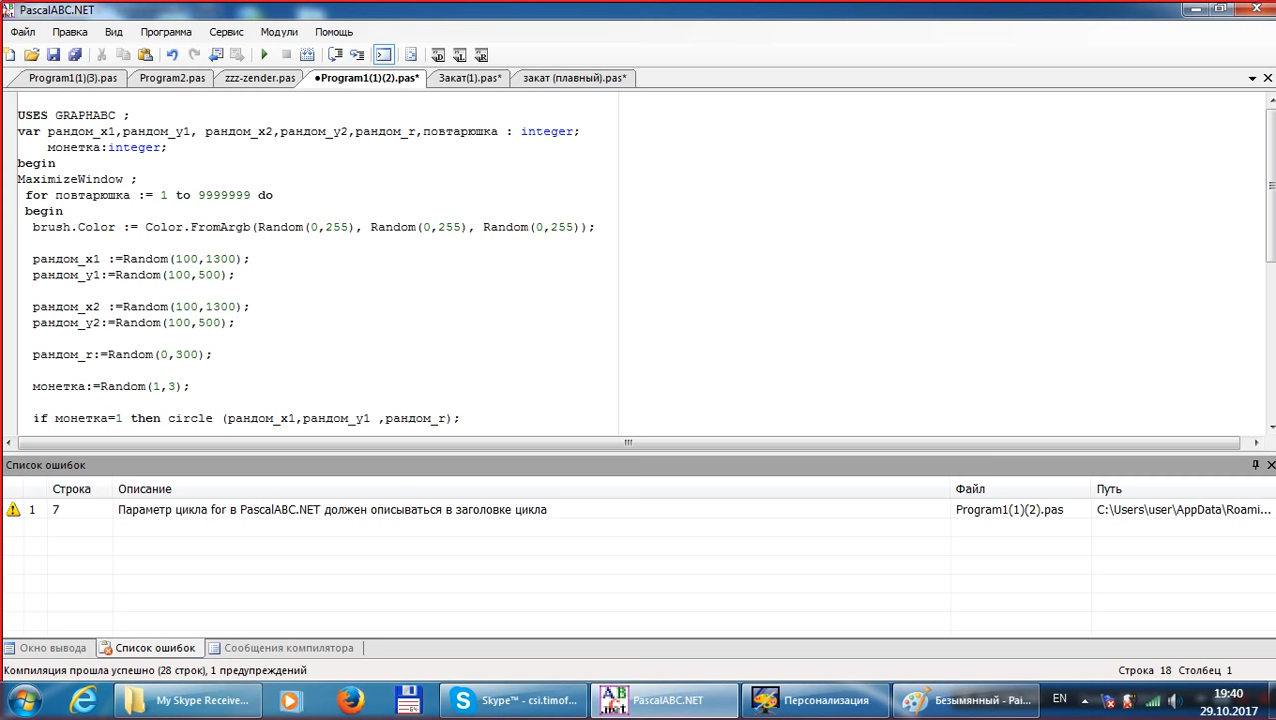 PascalABC.NET
Файл Правка Вид Программа Сервис Модули Помощь
Program1(1)(3).pas Program2.pas zzz-zender.pas •Program1(1)(2).pas* Закат(1).pas* закат (плавный).pas*
USES GRAPHABC ;
var рандом_x1,рандом_y1, рандом_x2,рандом_y2,рандом_r,повтарюшка : integer;
монетка:integer;
begin
MaximizeWindow ;
for повтарюшка := 1 to 9999999 do
begin
brush.Color := Color.FromArgb(Random(0,255), Random(0,255), Random(0,255));
рандом_x1 :=Random(100,1300);
рандом_y1:=Random(100,500);
рандом_x2 :=Random(100,1300);
рандом_y2:=Random(100,500);
рандом_r:=Random(0,300);
монетка:=Random(1,3);
if монетка=1 then circle (рандом_x1,рандом_y1 ,рандом_r);
Список ошибок
Строка Описание Файл Путь
1 7 Параметр цикла for в PascalABC.NET должен описываться в заголовке цикла Program1(1)(2).pas C:\Users\user\AppData\Roami...
Окно вывода Список ошибок Сообщения компилятора
Компиляция прошла успешно (28 строк), 1 предупреждений Строка 18 Столбец 1
My Skype Receive... 64 Skype™ - csi.timof... PascalABC.NET Персонализация Безымянный - Pai... EN 19:40
29.10.2017